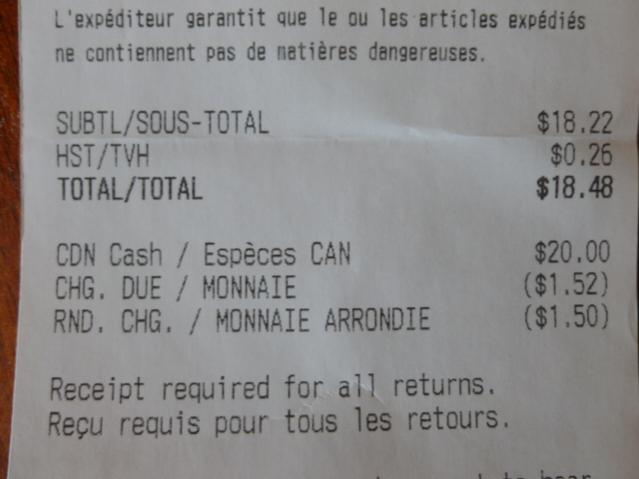 L'expéditeur garantit que le ou les articles expédiés
ne contiennent pas de matières dangereuses.
SUBTL/SOUS-TOTAL $18.22
HST/TVH $0.26
TOTAL/TOTAL $18.48
CDN Cash / Espèces CAN $20.00
CHG. DUE / MONNAIE ($1.52)
RND. CHG. / MONNAIE ARRONDIE ($1.50)
Receipt required for all returns.
Reçu requis pour tous les retours.